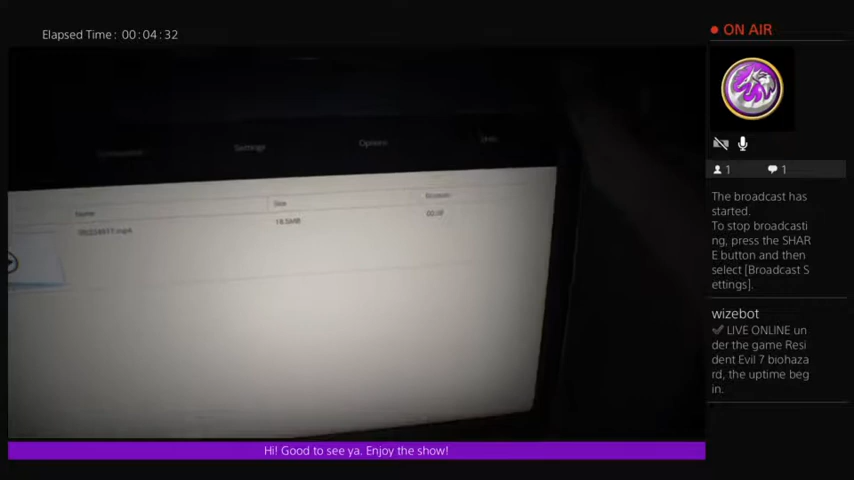 Elapsed Time : 00:04:32
ON AIR
Settings
Options
Name
Size
18.5MB
1
1
The broadcast has
started.
To stop broadcasti
ng, press the SHAR
E button and then
select [Broadcast S
ettings].
wizebot
✔ LIVE ONLINE un
der the game Resi
dent Evil 7 biohaza
rd, the uptime beg
in.
Hi! Good to see ya. Enjoy the show!